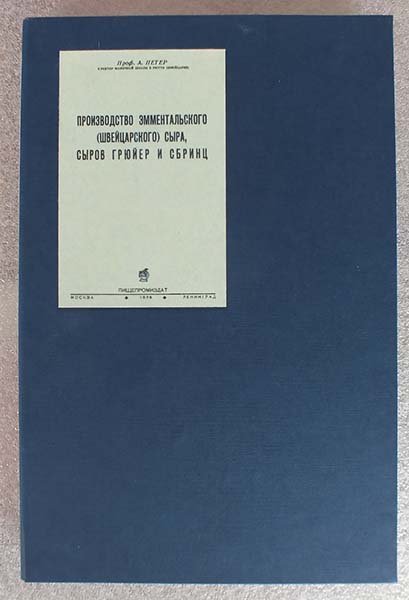 Проф. А. ПЕТЕР
ПРОИЗВОДСТВО ЭММЕНТАЛЬСКОГО
(ШВЕЙЦАРСКОГО) СЫРА,
СЫРОВ ГРЮЙЕР И СБРИНЦ
ПИЩЕПРОМИЗДАТ
МОСКВА • • ЛЕНИНГРАД